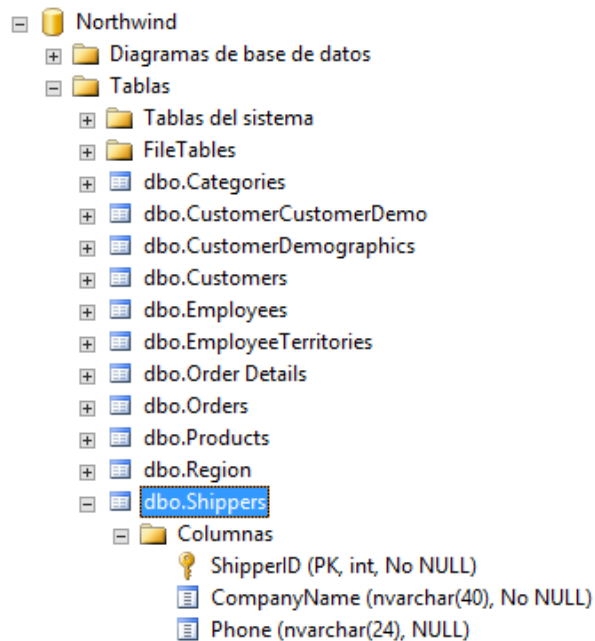 Northwind
Diagramas de base de datos
Tablas
Tablas del sistema
FileTables
dbo.Categories
dbo.CustomerCustomerDemo
dbo.CustomerDemographics
dbo.Customers
dbo.Employees
dbo.EmployeeTerritories
dbo.Order Details
dbo.Orders
dbo.Products
dbo.Region
dbo.Shippers
Columnas
ShipperID (PK, int, No NULL)
CompanyName (nvarchar(40), No NULL)
Phone (nvarchar(24), NULL)